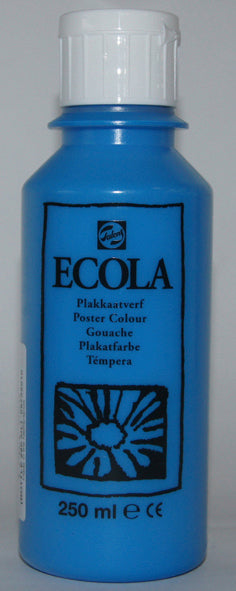 Talens
ECOLA
Plakkaatverf
Poster Colour
Gouache
Plakatfarbe
Témpera
250 ml ℮ CE